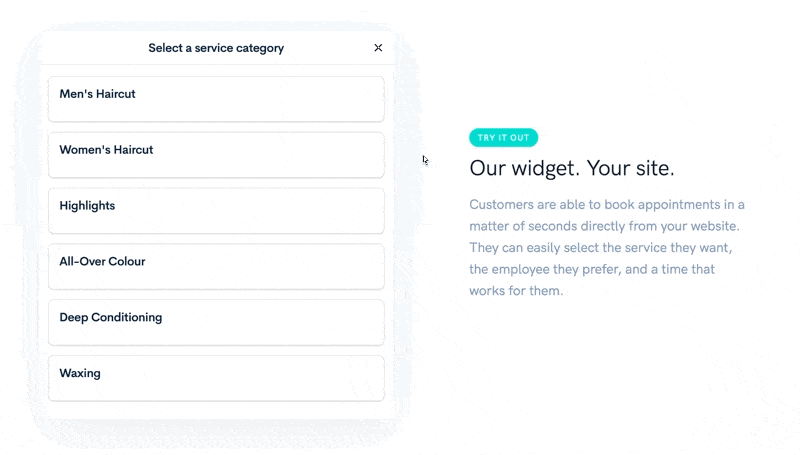 Select a service category
Men's Haircut
Women's Haircut
Highlights
All-Over Colour
Deep Conditioning
Waxing
TRY IT OUT
Our widget. Your site.
Customers are able to book appointments in a
matter of seconds directly from your website.
They can easily select the service they want,
the employee they prefer, and a time that
works for them.